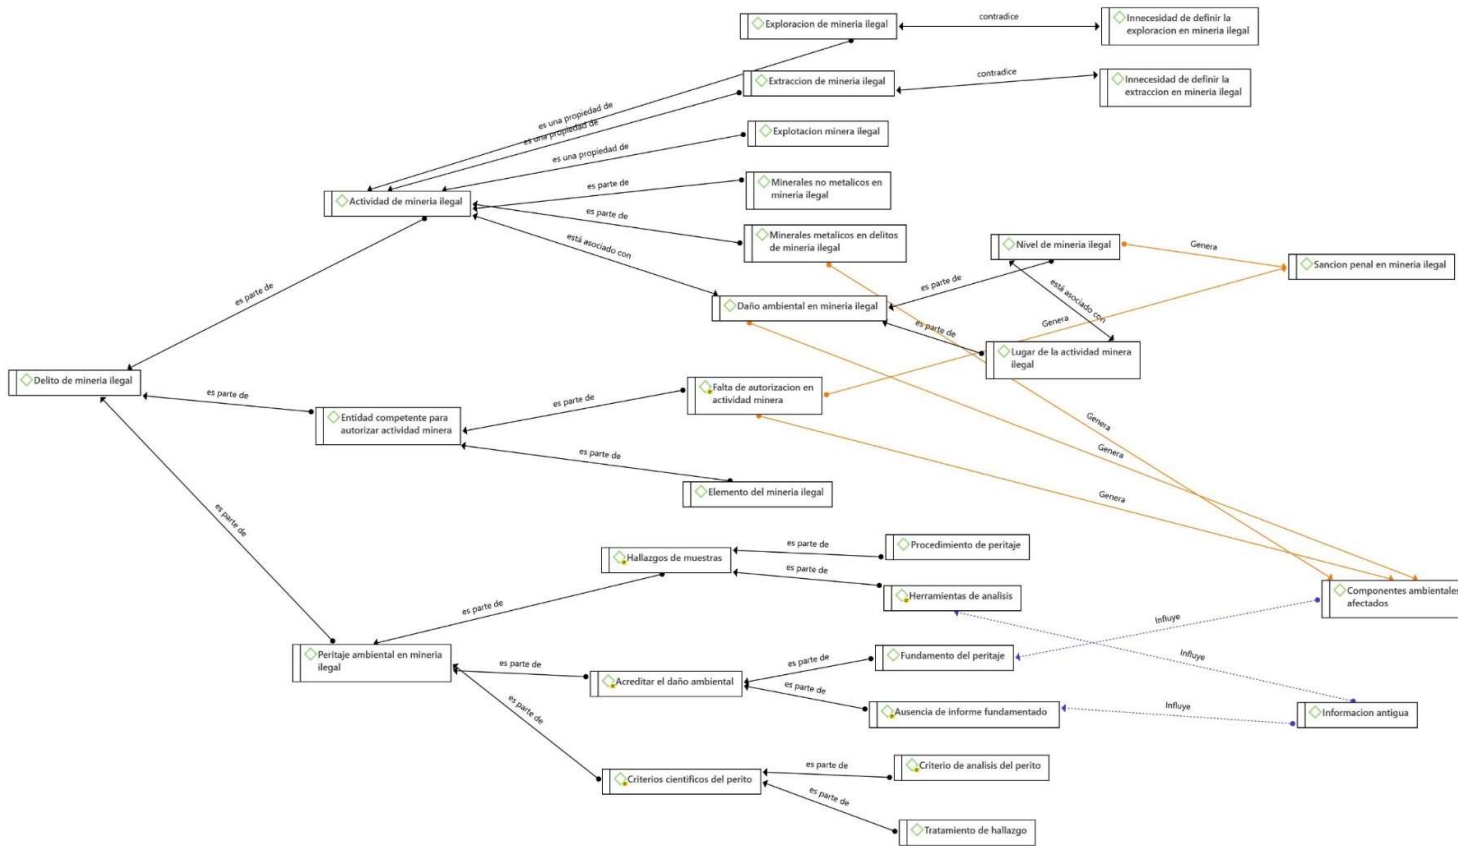 Exploracion de mineria ilegal
contradice
Innecesidad de definir la
exploracion en mineria ilegal
Extraccion de mineria ilegal
contradice
Innecesidad de definir la
extraccion en mineria ilegal
es una propiedad de
es una propiedad de
Explotacion minera ilegal
es una propiedad de
Minerales no metalicos en
mineria ilegal
es parte de
Actividad de mineria ilegal
es parte de
Minerales metalicos en delitos
de mineria ilegal
Nivel de mineria ilegal
Genera
Sancion penal en mineria ilegal
está asociado con
es parte de
es parte de
Daño ambiental en mineria ilegal
está asociado con
Genera
es parte de
Lugar de la actividad minera
ilegal
Delito de mineria ilegal
es parte de
Falta de autorizacion en
actividad minera
es parte de
Entidad competente para
autorizar actividad minera
Genera
Genera
es parte de
Elemento del mineria ilegal
Genera
es parte de
Hallazgos de muestras
es parte de
Procedimiento de peritaje
es parte de
Herramientas de analisis
Componentes ambientales
afectados
es parte de
Influye
Peritaje ambiental en mineria
ilegal
es parte de
Acreditar el daño ambiental
es parte de
Fundamento del peritaje
Influye
es parte de
Ausencia de informe fundamentado
Influye
Informacion antigua
es parte de
Criterios cientificos del perito
es parte de
Criterio de analisis del perito
es parte de
Tratamiento de hallazgo